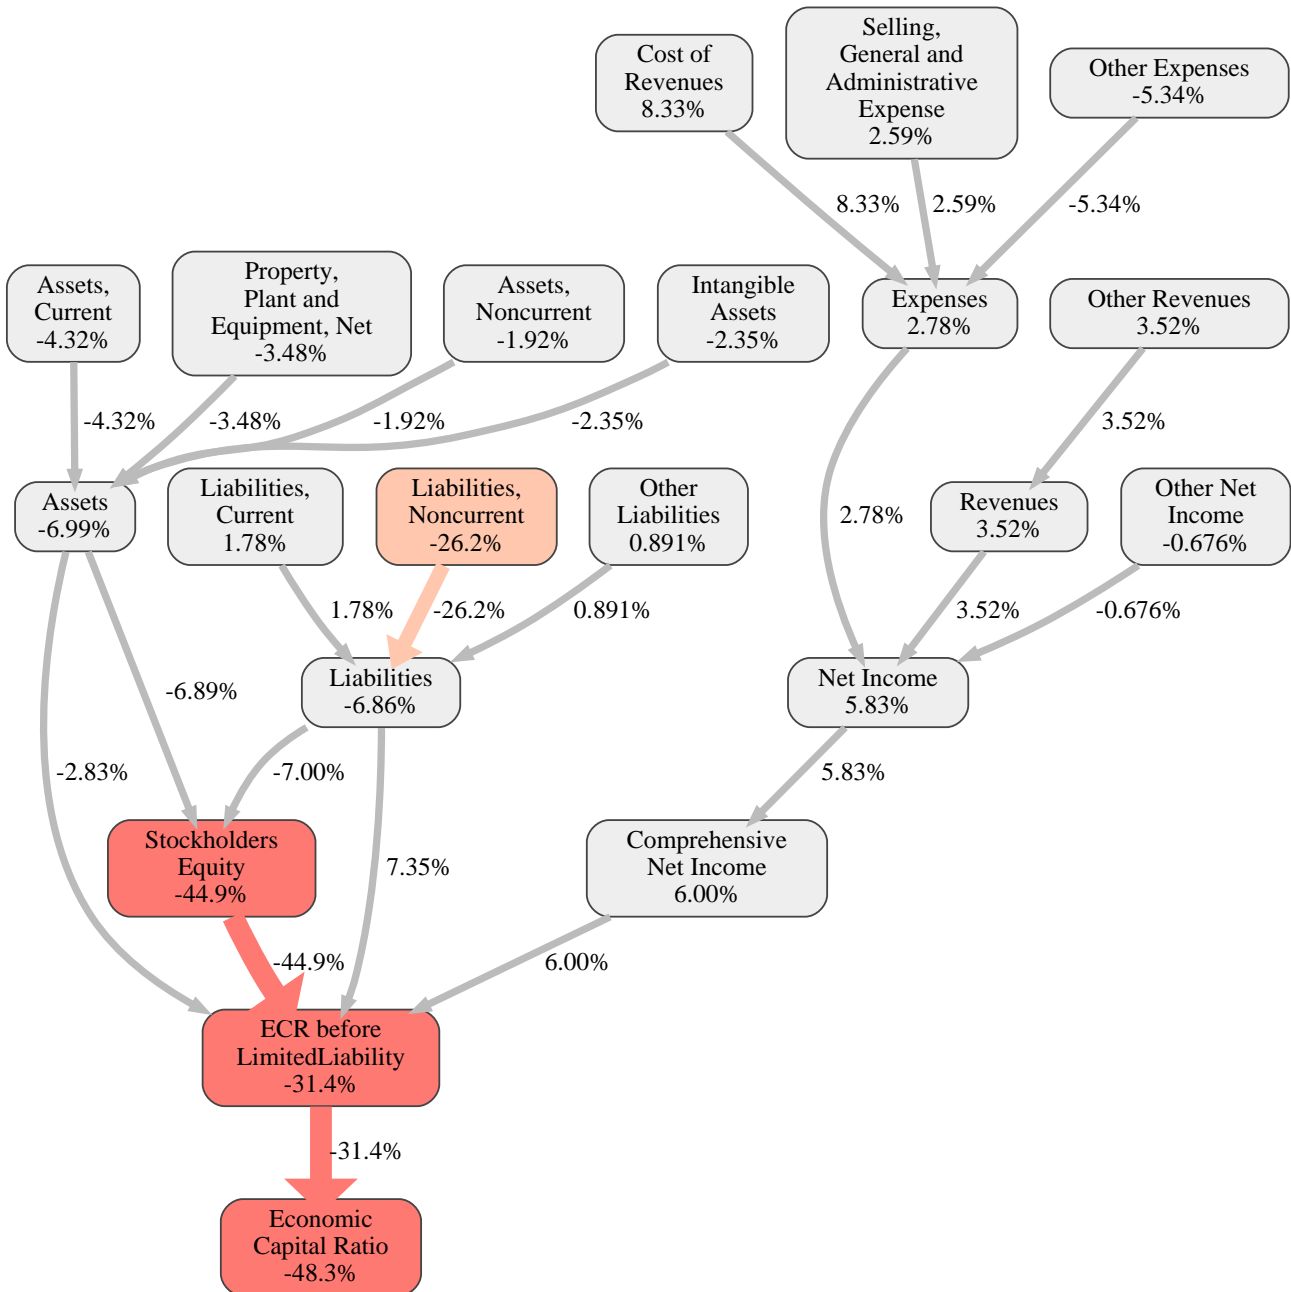 Cost of
Revenues
8.33%
Selling,
General and
Administrative
Expense
2.59%
Other Expenses
-5.34%
8.33%
2.59%
-5.34%
Assets,
Current
-4.32%
Property,
Plant and
Equipment, Net
-3.48%
Assets,
Noncurrent
-1.92%
Intangible
Assets
-2.35%
Expenses
2.78%
Other Revenues
3.52%
-4.32%
-3.48%
-1.92%
-2.35%
3.52%
Assets
-6.99%
Liabilities,
Current
1.78%
Liabilities,
Noncurrent
-26.2%
Other
Liabilities
0.891%
2.78%
Revenues
3.52%
Other Net
Income
-0.676%
1.78%
-26.2%
0.891%
3.52%
-0.676%
-6.89%
Liabilities
-6.86%
Net Income
5.83%
-2.83%
-7.00%
5.83%
Stockholders
Equity
-44.9%
7.35%
Comprehensive
Net Income
6.00%
-44.9%
6.00%
ECR before
LimitedLiability
-31.4%
-31.4%
Economic
Capital Ratio
-48.3%